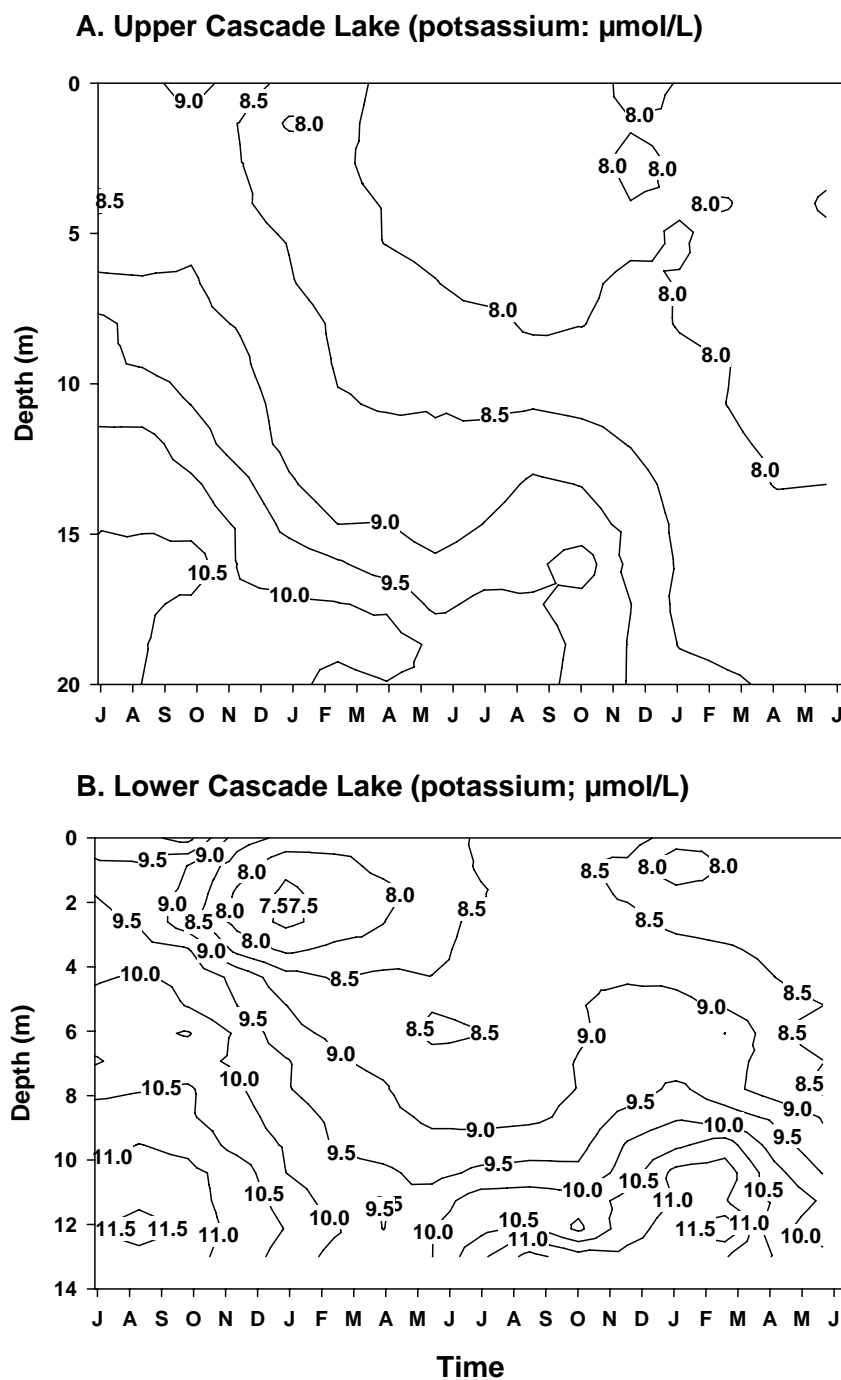 A. Upper Cascade Lake (potsassium: µmol/L)
0
9.0 8.5
8.0 8.0
8.0 8.0
8.5 8.0
5
8.0
8.0
8.0
Depth (m)
10
8.5
8.0
9.0
15
10.5 9.5
10.0
20
J A S O N D J F M A M J J A S O N D J F M A M J
B. Lower Cascade Lake (potassium; µmol/L)
0
9.5 9.0
8.0 8.5 8.0 8.0
8.0
2 9.0 8.0 7.5 7.5 8.5
9.5 8.5 8.5
8.0
9.0
4
10.0 8.5 8.5
9.5 9.0
6 8.5 8.5 9.0 8.5
9.0
Depth (m)
10.5 10.0 8.5
8
9.5 9.0
9.0 10.0
9.5 9.5 9.5
10 11.0
10.5 10.0 10.5 11.0 10.5
9.5
12 11.5 11.5 11.0 10.0 10.0 10.5 11.5 11.0 10.0
11.0
14
J A S O N D J F M A M J J A S O N D J F M A M J
Time